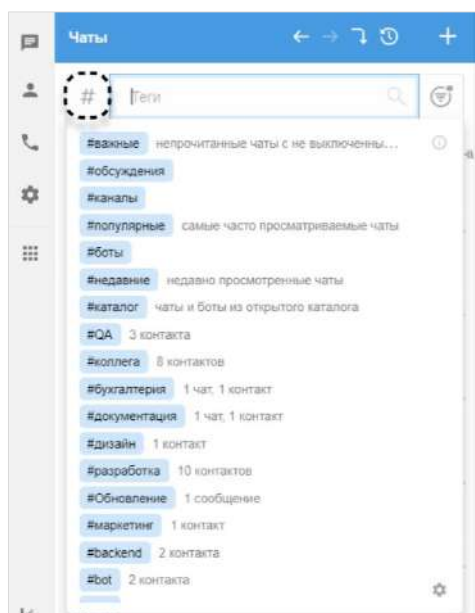 Чаты
# Теги
#важные непрочитанные чаты с не выключенны...
#обсуждения
#каналы
#популярные самые часто просматриваемые чаты
#боты
#недавние недавно просмотренные чаты
#каталог чаты и боты из открытого каталога
#QA 3 контакта
#коллега 8 контактов
#бухгалтерия 1 чат, 1 контакт
#документация 1 чат, 1 контакт
#дизайн 1 контакт
#разработка 10 контактов
#Обновление 1 сообщение
#маркетинг 1 контакт
#backend 2 контакта
#bot 2 контакта